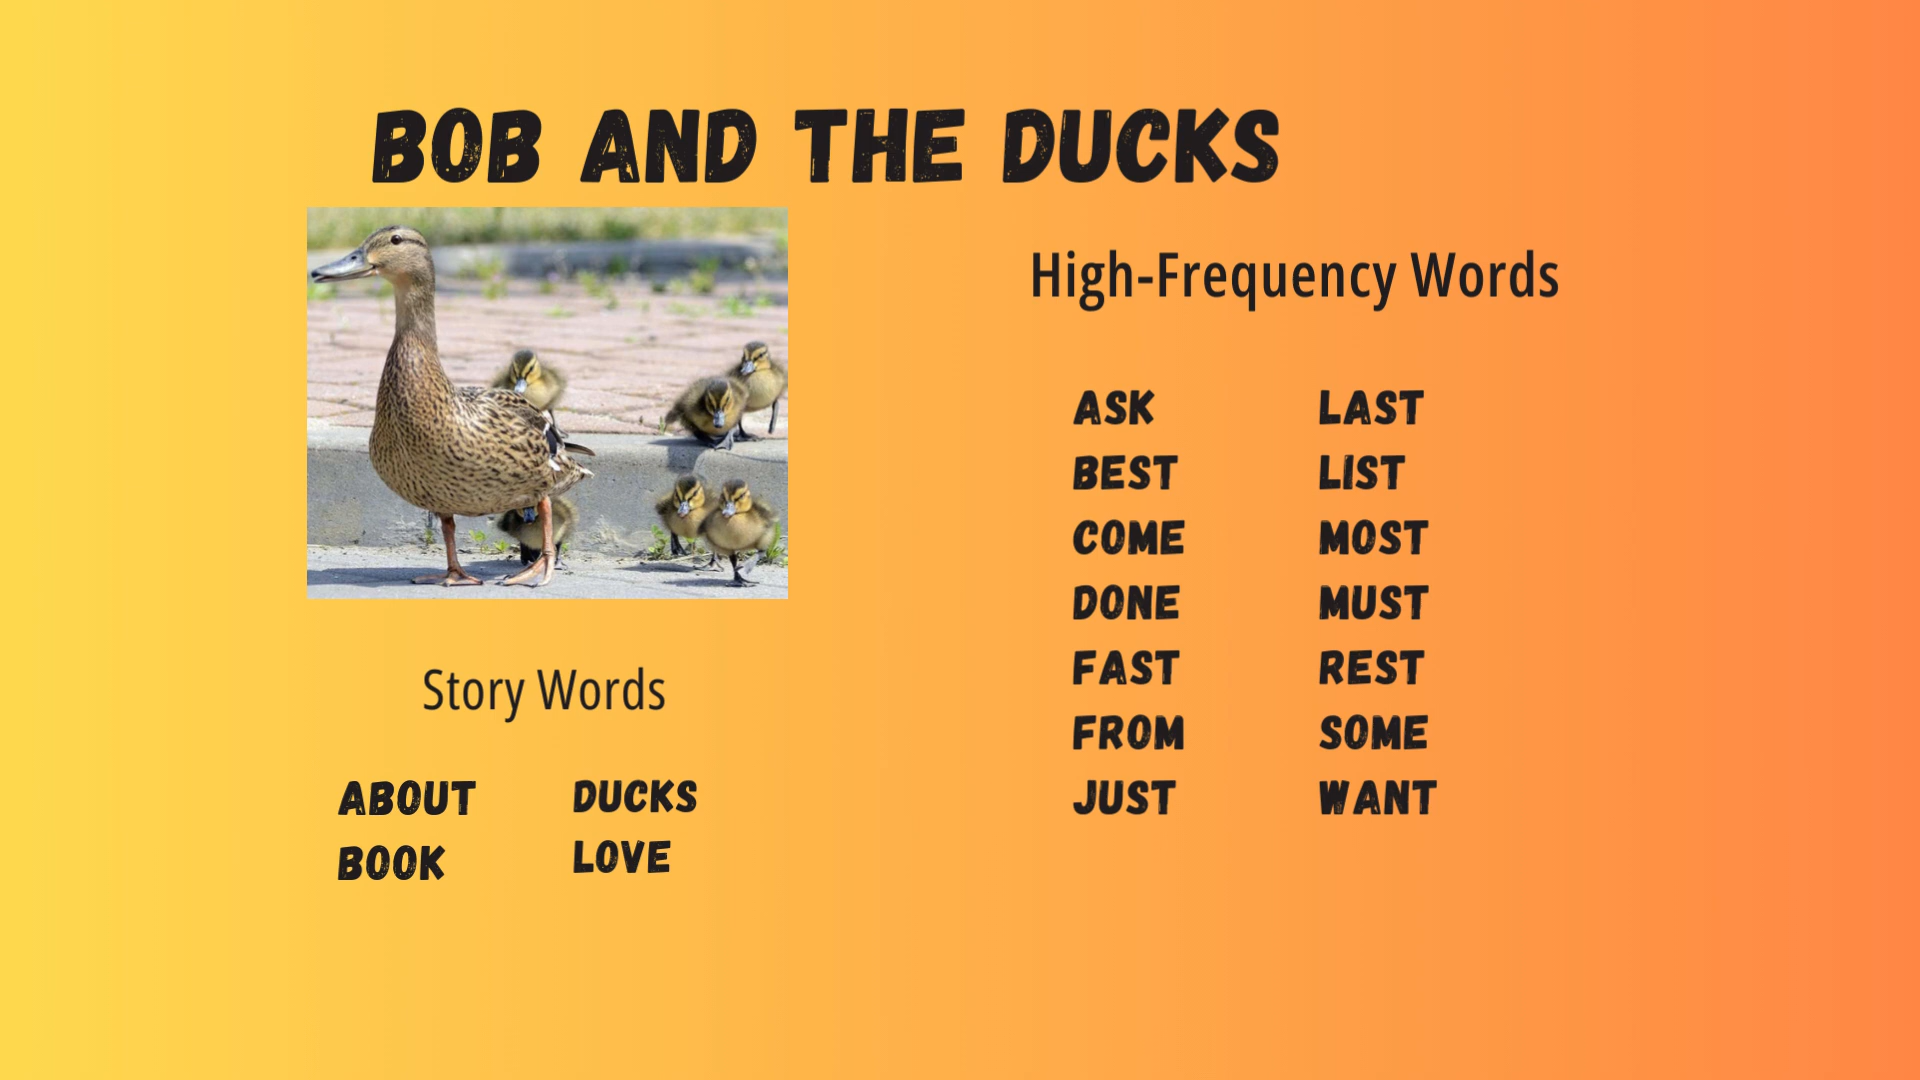 BOB AND THE DUCKS
Story Words
ABOUT
BOOK
DUCKS
LOVE
High-Frequency Words
ASK
BEST
COME
DONE
FAST
FROM
JUST
LAST
LIST
MOST
MUST
REST
SOME
WANT